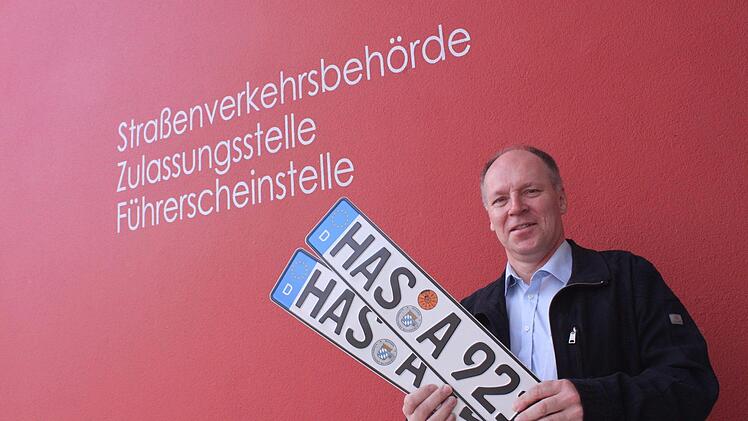 Straßenverkehrsbehörde
Zulassungsstelle
Führerscheinstelle
D HAS A 92
D HAS A